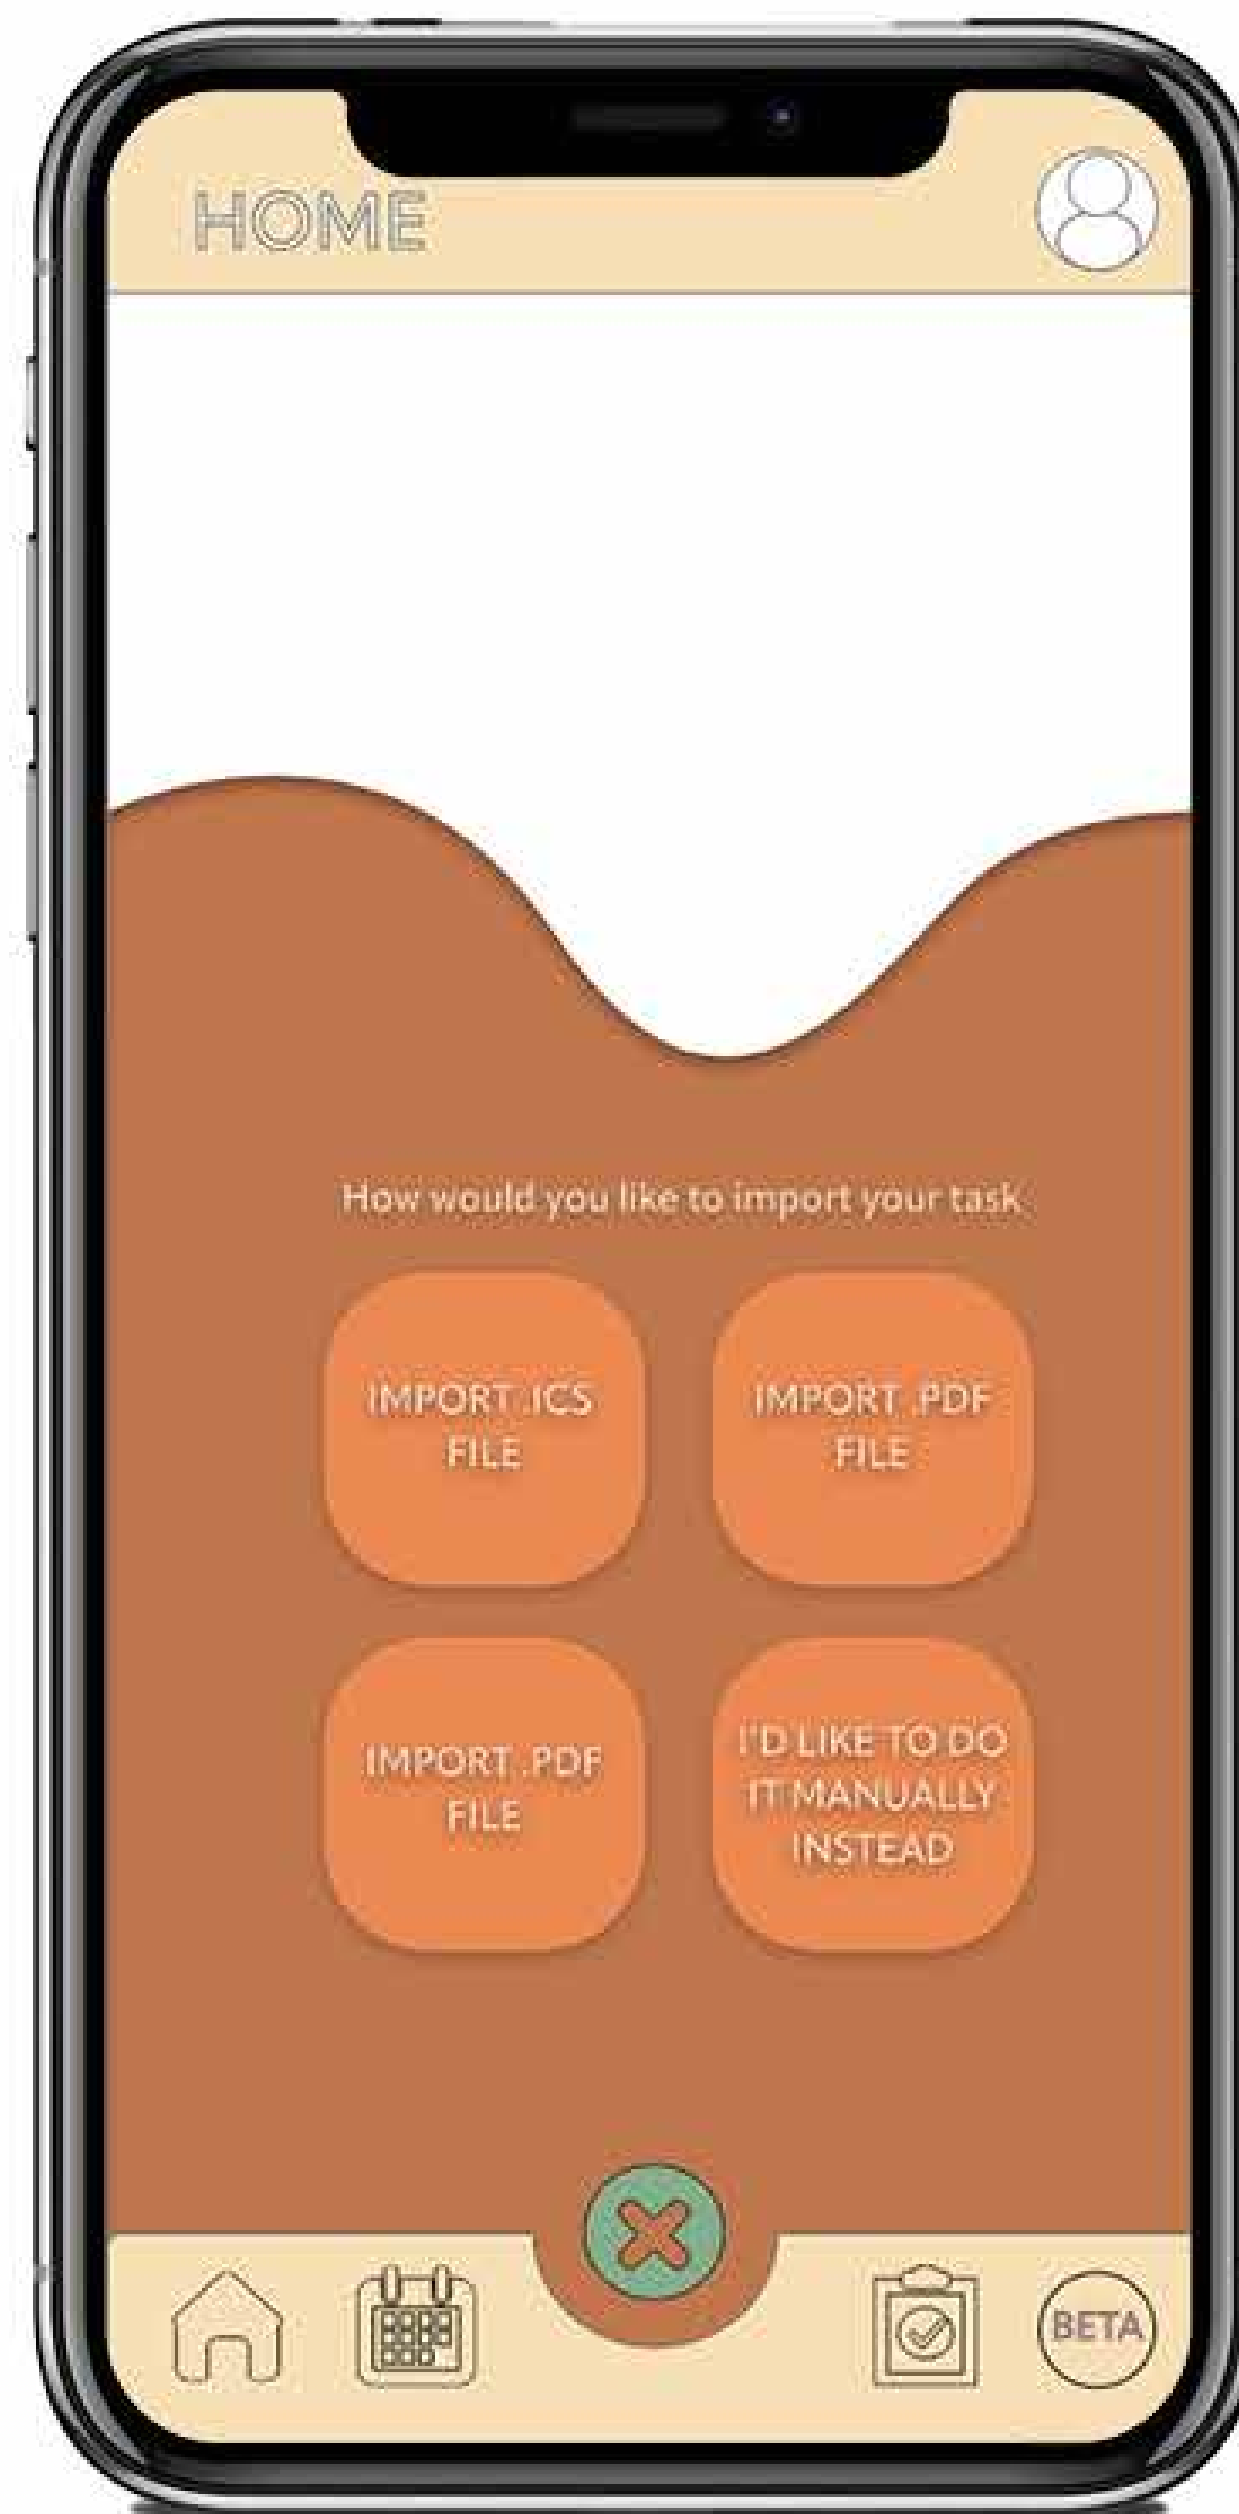 HOME
How would you like to import your task
IMPORT .ICS
FILE
IMPORT .PDF
FILE
IMPORT .PDF
FILE
I'D LIKE TO DO
IT MANUALLY
INSTEAD
BETA